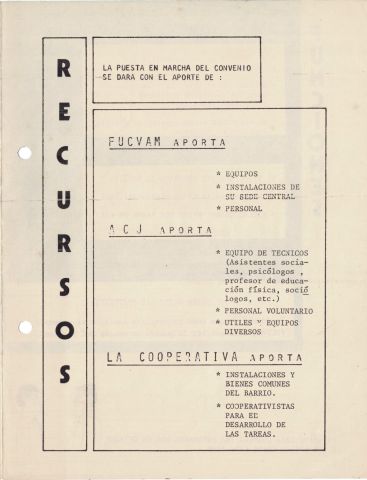 RECURSOS
LA PUESTA EN MARCHA DEL CONVENIO
SE DARA CON EL APORTE DE :
FUCVAM APORTA
* EQUIPOS
* INSTALACIONES DE
SU SEDE CENTRAL
* PERSONAL
ACJ APORTA
* EQUIPO DE TECNICOS
(Asistentes socia-
les, psicólogos ,
profesor de educa-
ción física, soció
logos, etc.)
* PERSONAL VOLUNTARIO
* UTILES Y EQUIPOS
DIVERSOS
LA COOPERATIVA APORTA
* INSTALACIONES Y
BIENES COMUNES
DEL BARRIO.
* COOPERATIVISTAS
PARA EL
DESARROLLO DE
LAS TAREAS.